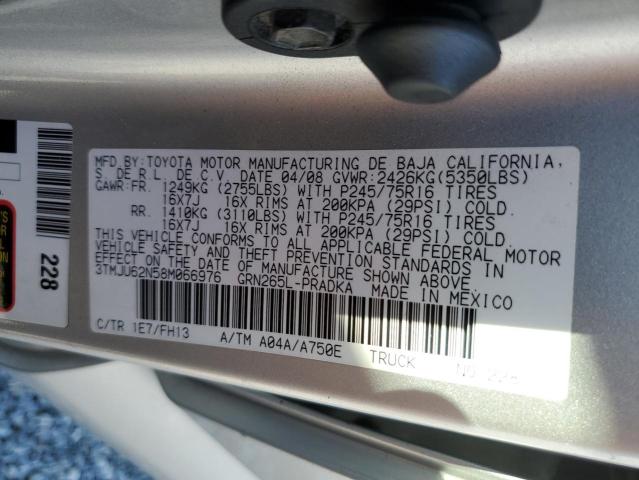 MFD.BY:TOYOTA MOTOR MANUFACTURING DE BAJA CALIFORNIA,
S. DE R.L. DE C.V. DATE 04/08 GVWR:2426KG(5350LBS)
GAWR:FR. 1249KG (2755LBS) WITH P245/75R16 TIRES
16X7J 16X RIMS AT 200KPA (29PSI) COLD.
RR. 1410KG (3110LBS) WITH P245/75R16 TIRES
16X7J 16X RIMS AT 200KPA (29PSI) COLD.
THIS VEHICLE CONFORMS TO ALL APPLICABLE FEDERAL MOTOR
VEHICLE SAFETY AND THEFT PREVENTION STANDARDS IN
EFFECT ON THE DATE OF MANUFACTURE SHOWN ABOVE.
3TMJU62N58M066976 GRN265L-PRADKA MADE IN MEXICO
C/TR 1E7/FH13 A/TM A04A/A750E TRUCK
228